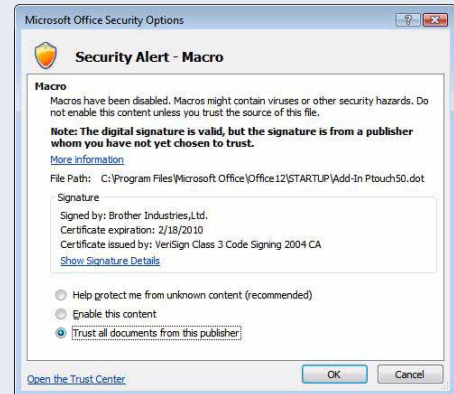 Microsoft Office Security Options
Security Alert - Macro
Macro
Macros have been disabled. Macros might contain viruses or other security hazards. Do
not enable this content unless you trust the source of this file.
Note: The digital signature is valid, but the signature is from a publisher
whom you have not yet chosen to trust.
More information
File Path: C:\Program Files\Microsoft Office\Office12\STARTUP\Add-In Ptouch50.dot
Signature
Signed by: Brother Industries,Ltd.
Certificate expiration: 2/18/2010
Certificate issued by: VeriSign Class 3 Code Signing 2004 CA
Show Signature Details
Help protect me from unknown content (recommended)
Enable this content
Trust all documents from this publisher
Open the Trust Center
OK
Cancel